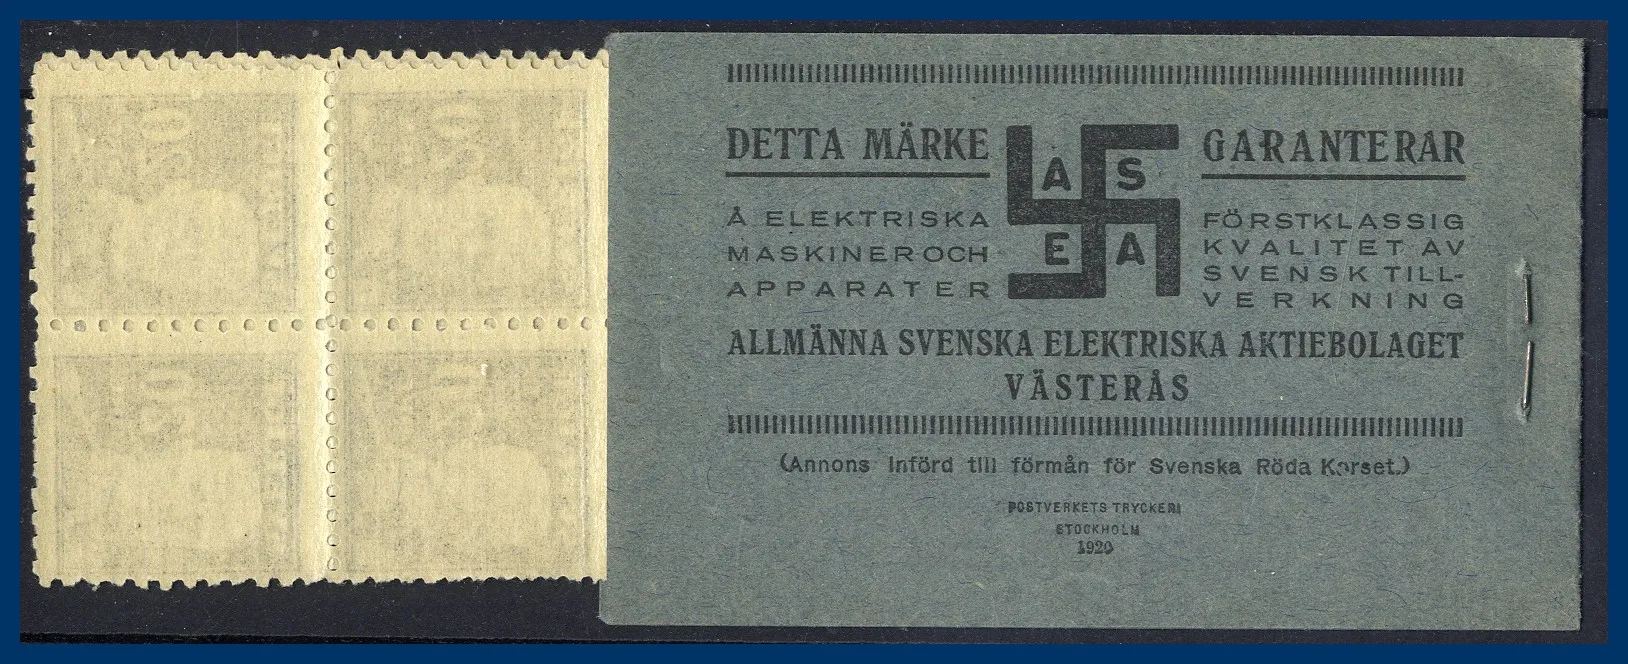 DETTA MÄRKE
Å ELEKTRISKA
MASKINER OCH
APPARATER
A S
E A
GARANTERAR
FÖRSTKLASSIG
KVALITET AV
SVENSK TILL-
VERKNING
ALLMÄNNA SVENSKA ELEKTRISKA AKTIEBOLAGET
VÄSTERÅS
(Annons införd till förmån för Svenska Röda Korset.)
POSTVERKETS TRYCKERI
STOCKHOLM
1920